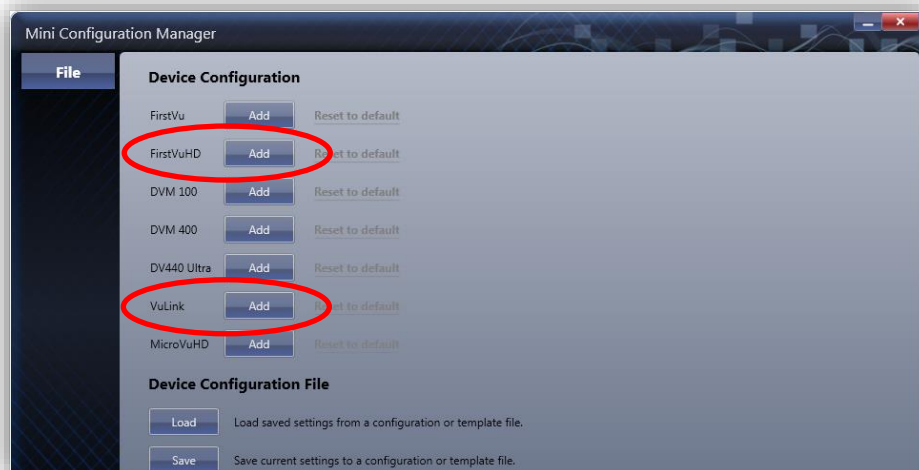 Mini Configuration Manager
File
Device Configuration
FirstVu Add Reset to default
FirstVuHD Add Reset to default
DVM 100 Add Reset to default
DVM 400 Add Reset to default
DV440 Ultra Add Reset to default
VuLink Add Reset to default
MicroVuHD Add Reset to default
Device Configuration File
Load Load saved settings from a configuration or template file.
Save Save current settings to a configuration or template file.